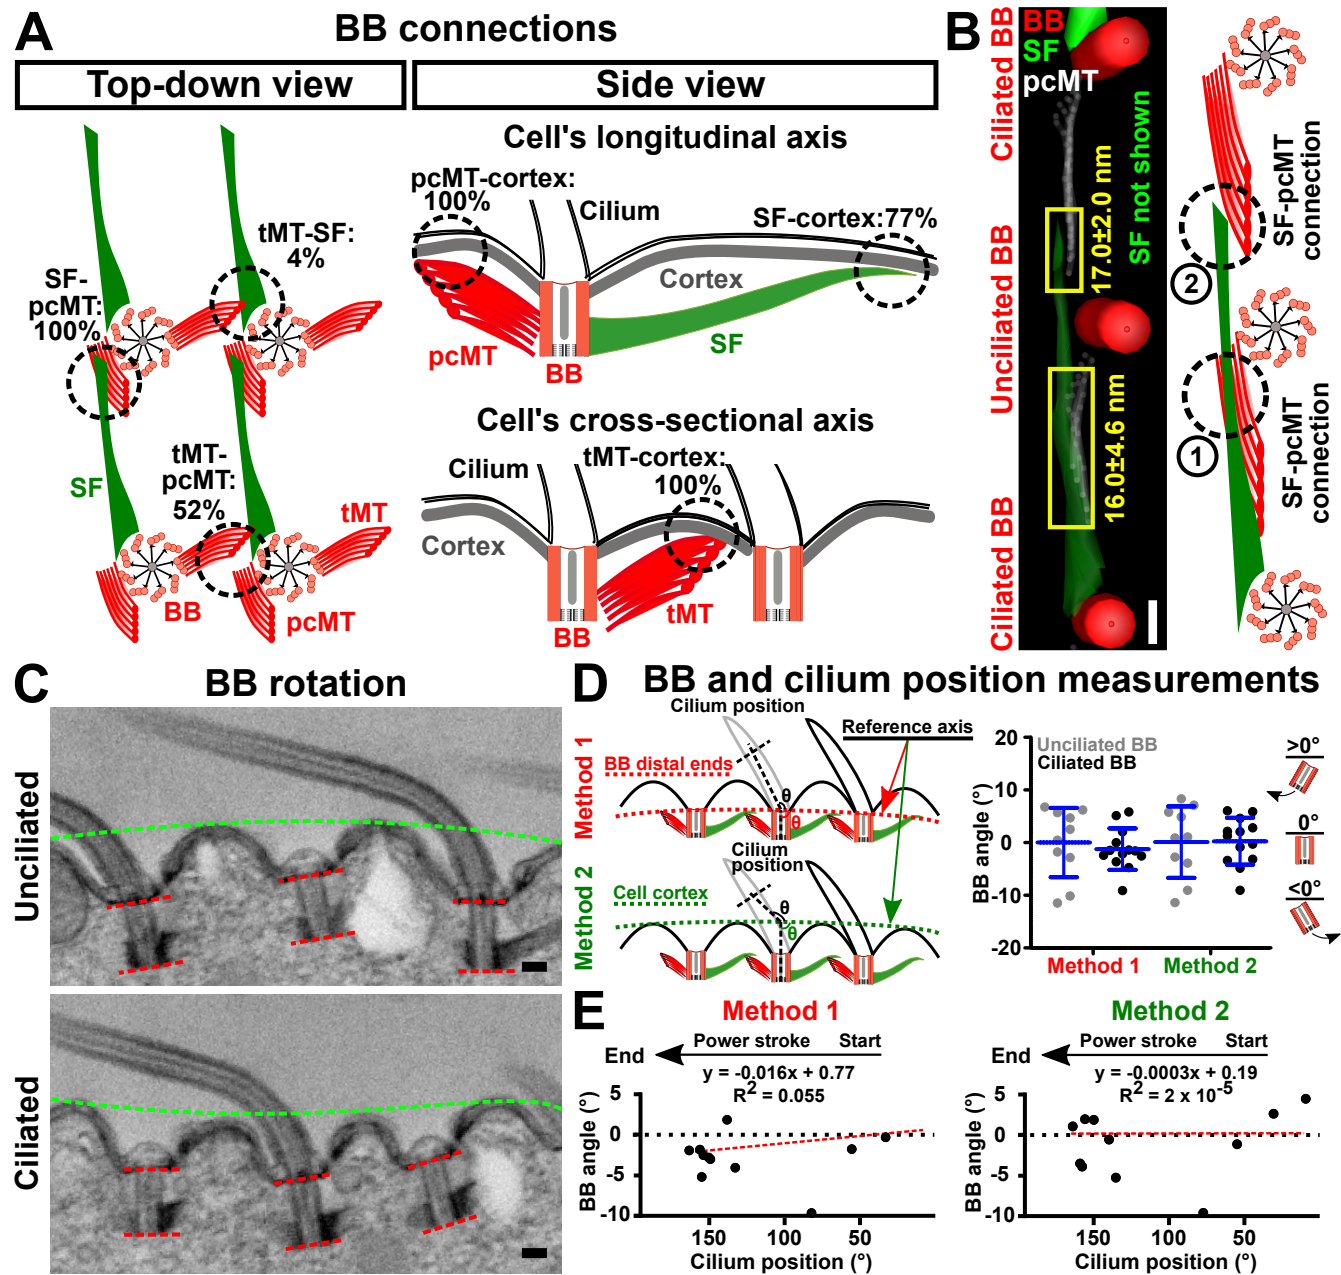 A
BB connections
Top-down view
Side view
tMT-SF:
4%
SF-
pcMT:
100%
tMT-
pcMT:
52%
SF
tMT
BB
pcMT
Cell's longitudinal axis
pcMT-cortex:
100%
Cilium
SF-cortex:77%
Cortex
pcMT
BB
SF
Cell's cross-sectional axis
Cilium
tMT-cortex:
100%
Cortex
BB
tMT
B
BB
SF
pcMT
Ciliated BB
Unciliated BB
Ciliated BB
SF not shown
17.0±2.0 nm
16.0±4.6 nm
SF-pcMT
connection
2
SF-pcMT
connection
1
C
BB rotation
Unciliated
Ciliated
D
BB and cilium position measurements
Cilium position
Reference axis
Method 1
BB distal ends
θ
θ
Cilium
position
Method 2
Cell cortex
θ
θ
BB angle (°)
20
10
0
-10
-20
Unciliated BB
Ciliated BB
Method 1
Method 2
>0°
0°
<0°
E
Method 1
End
Power stroke
Start
y = -0.016x + 0.77
R2 = 0.055
BB angle (°)
5
0
-5
-10
150
100
50
Cilium position (°)
Method 2
End
Power stroke
Start
y = -0.0003x + 0.19
R2 = 2 x 10-5
BB angle (°)
5
0
-5
-10
150
100
50
Cilium position (°)